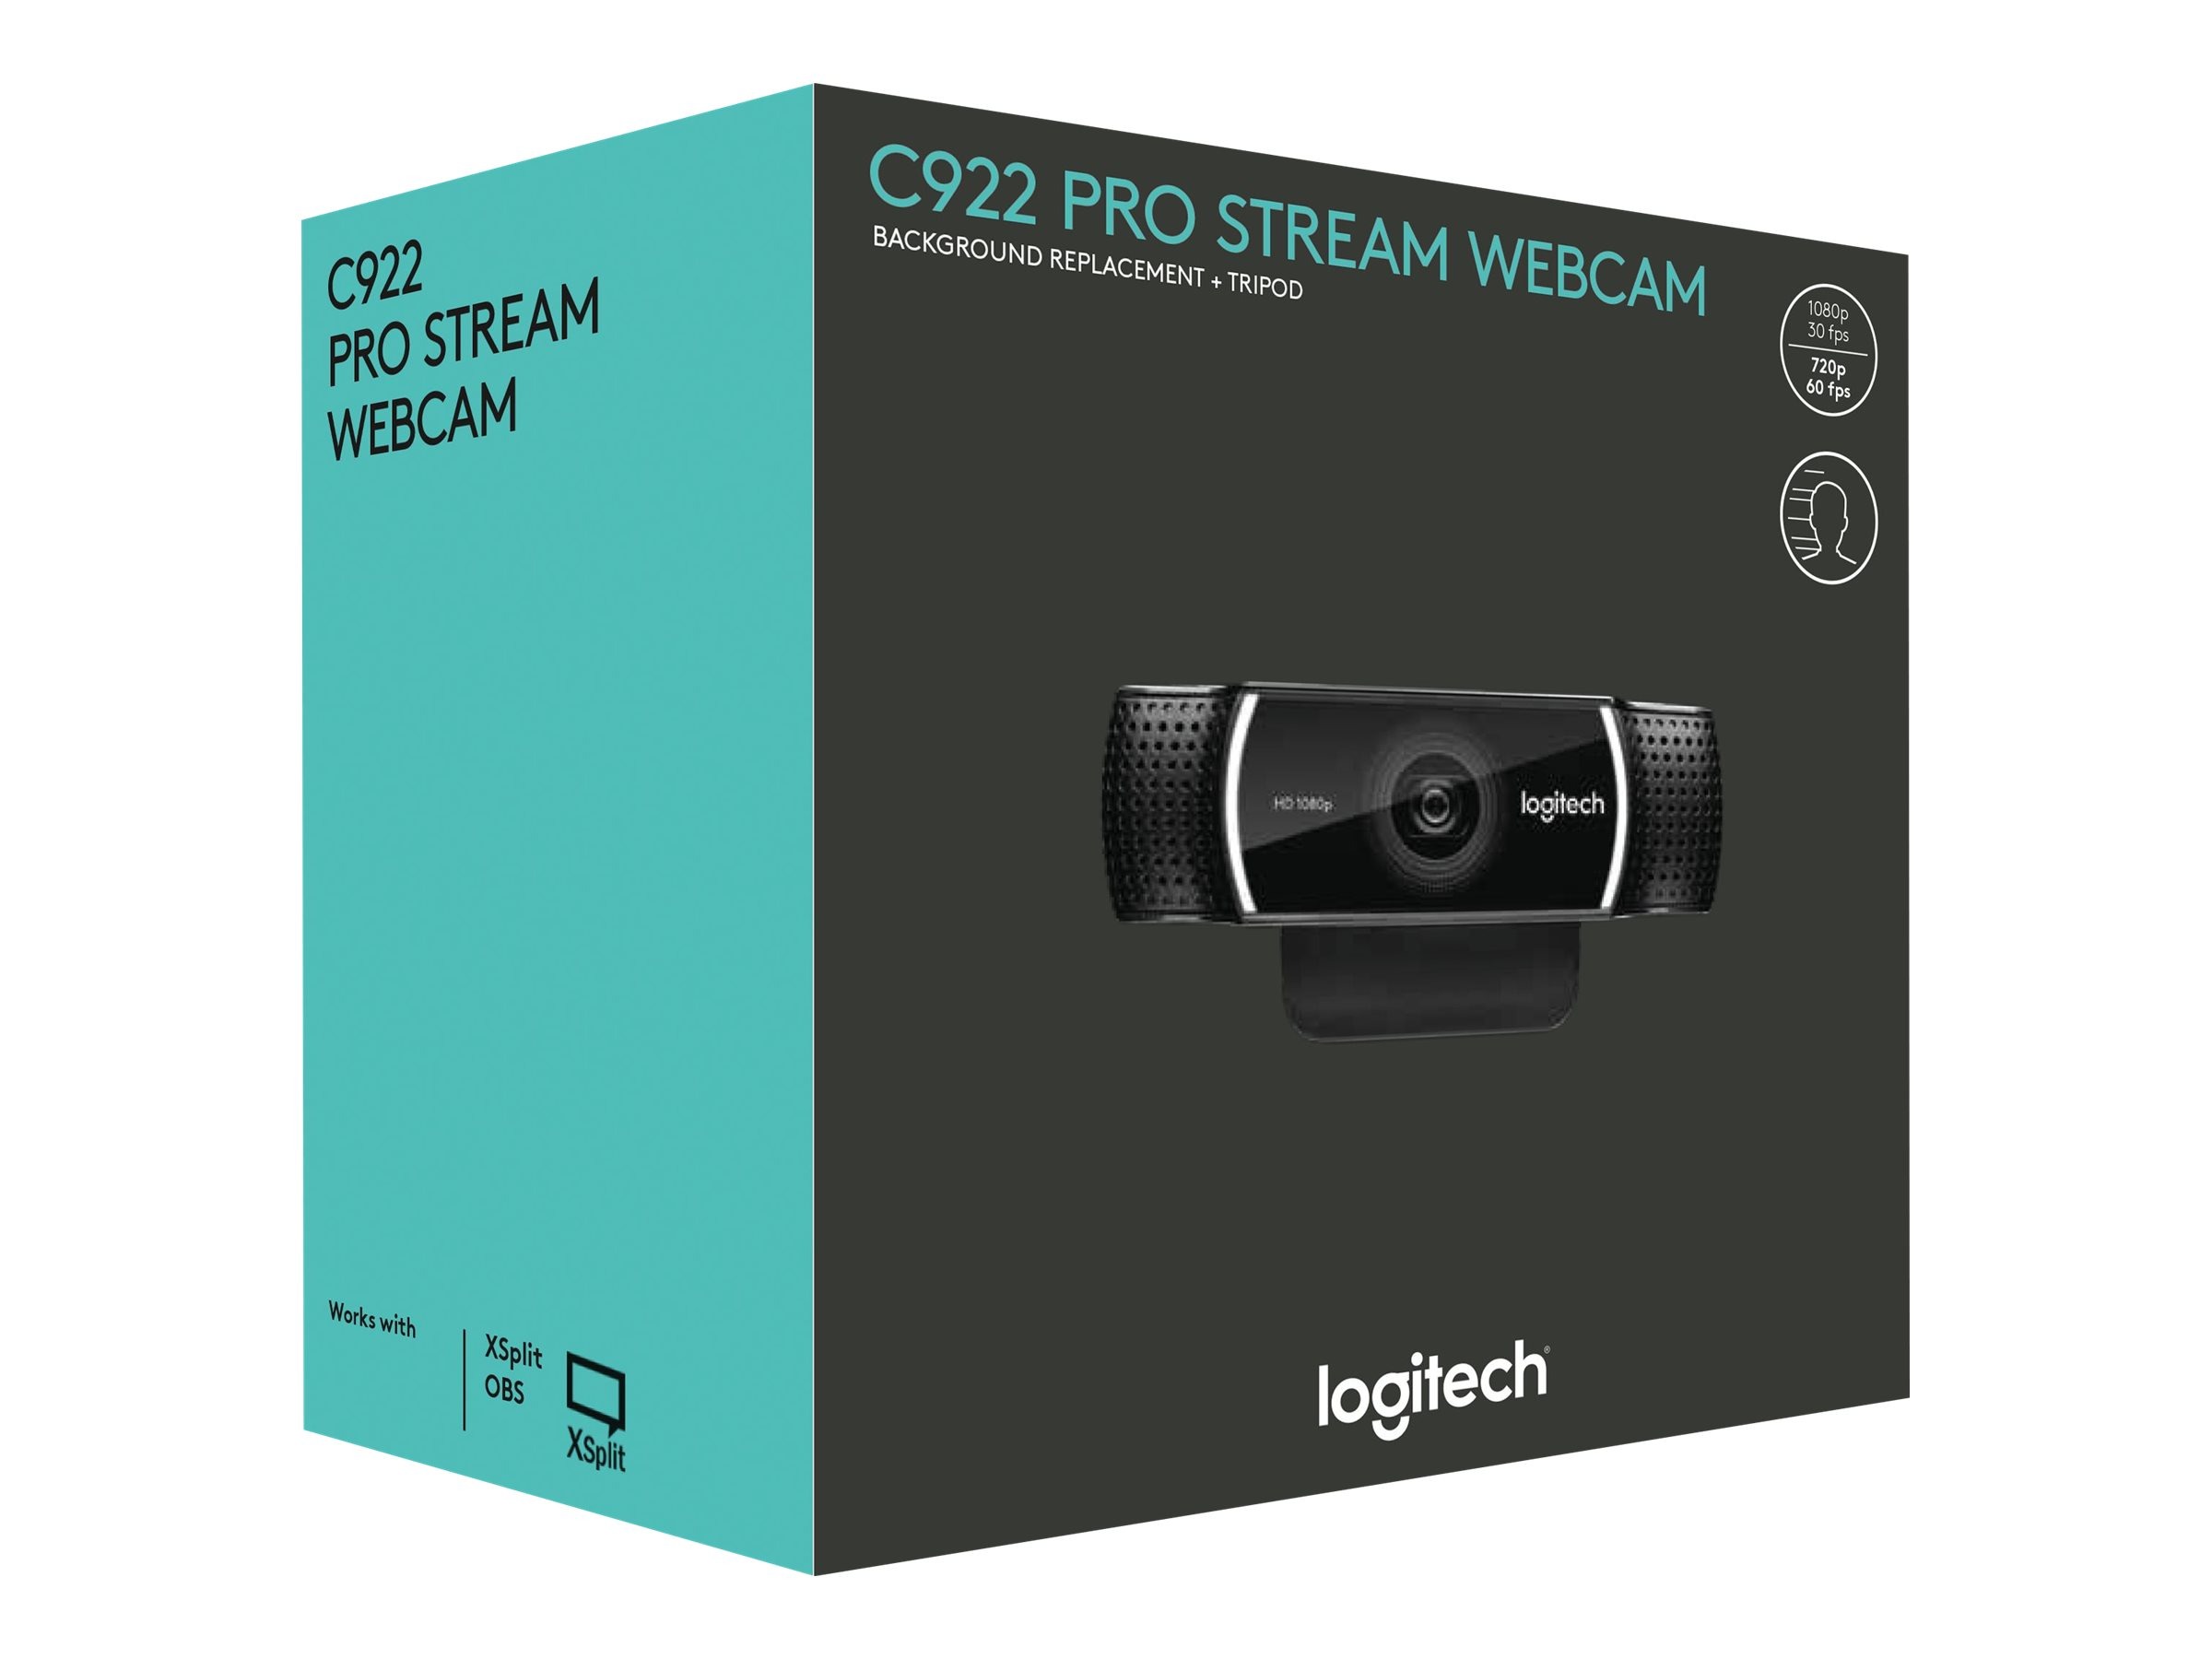 C922
PRO STREAM
WEBCAM
Works with
XSplit
OBS
XSplit
C922 PRO STREAM WEBCAM
BACKGROUND REPLACEMENT + TRIPOD
1080p
30 fps
720p
60 fps
HD 1080p
logitech
logitech®